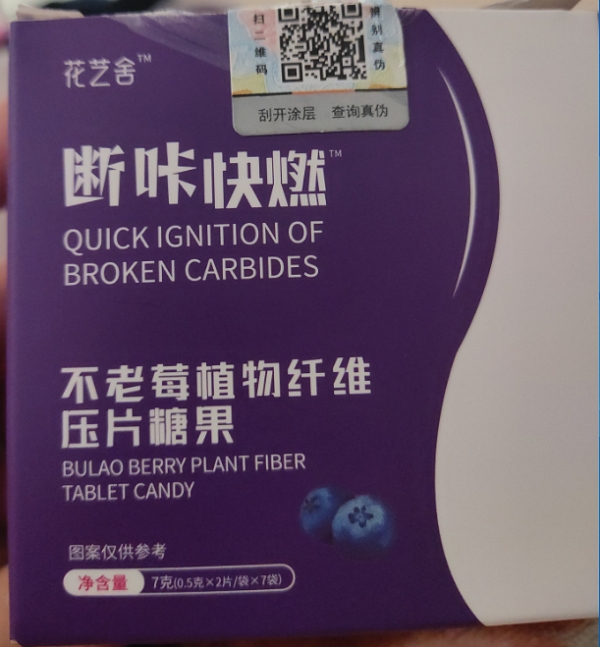 扫二维码
辨别真伪
刮开涂层 查询真伪
花艺舍™
断咔快燃™
QUICK IGNITION OF
BROKEN CARBIDES
不老莓植物纤维
压片糖果
BULAO BERRY PLANT FIBER
TABLET CANDY
图案仅供参考
净含量 7克(0.5克×2片/袋×7袋)